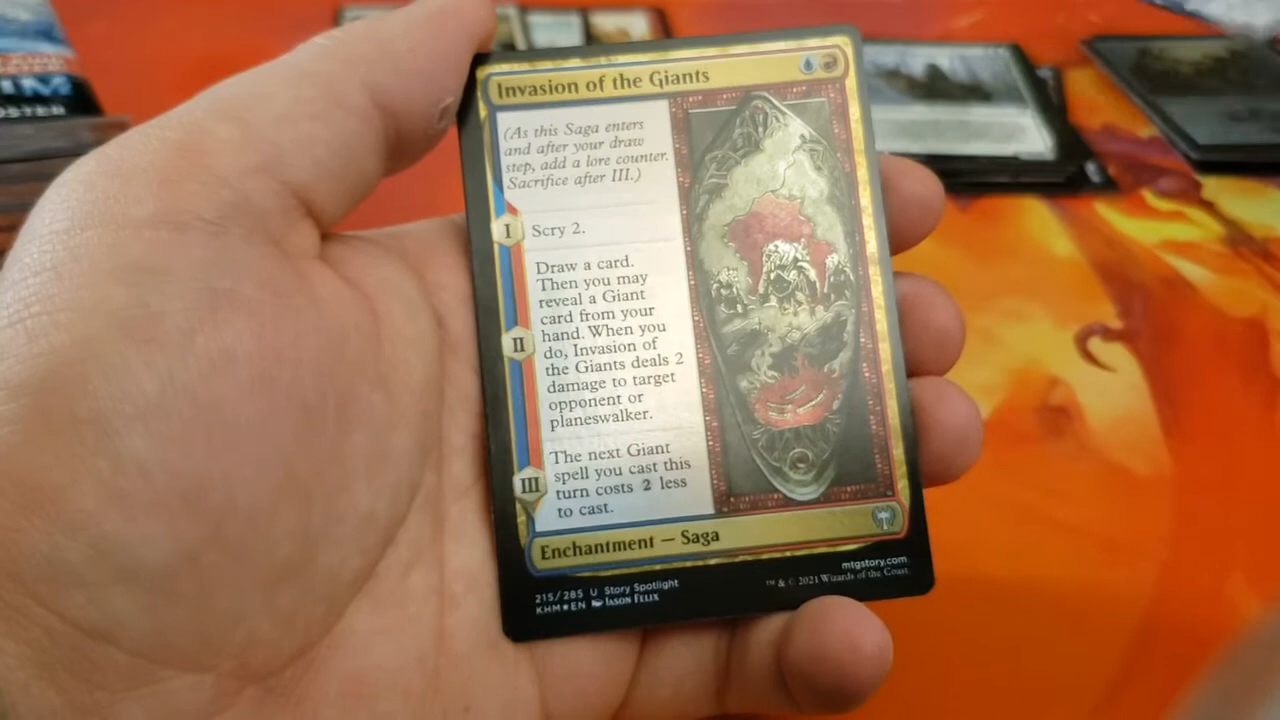 IM
OSTER
Invasion of the Giants
(As this Saga enters
and after your draw
step, add a lore counter.
Sacrifice after III.)
I
Scry 2.
II
Draw a card.
Then you may
reveal a Giant
card from your
hand. When you
do, Invasion of
the Giants deals 2
damage to target
opponent or
planeswalker.
III
The next Giant
spell you cast this
turn costs 2 less
to cast.
Enchantment — Saga
215/285 U Story Spotlight
KHM★EN JASON FELIX
mtgstory.com
™ & © 2021 Wizards of the Coast